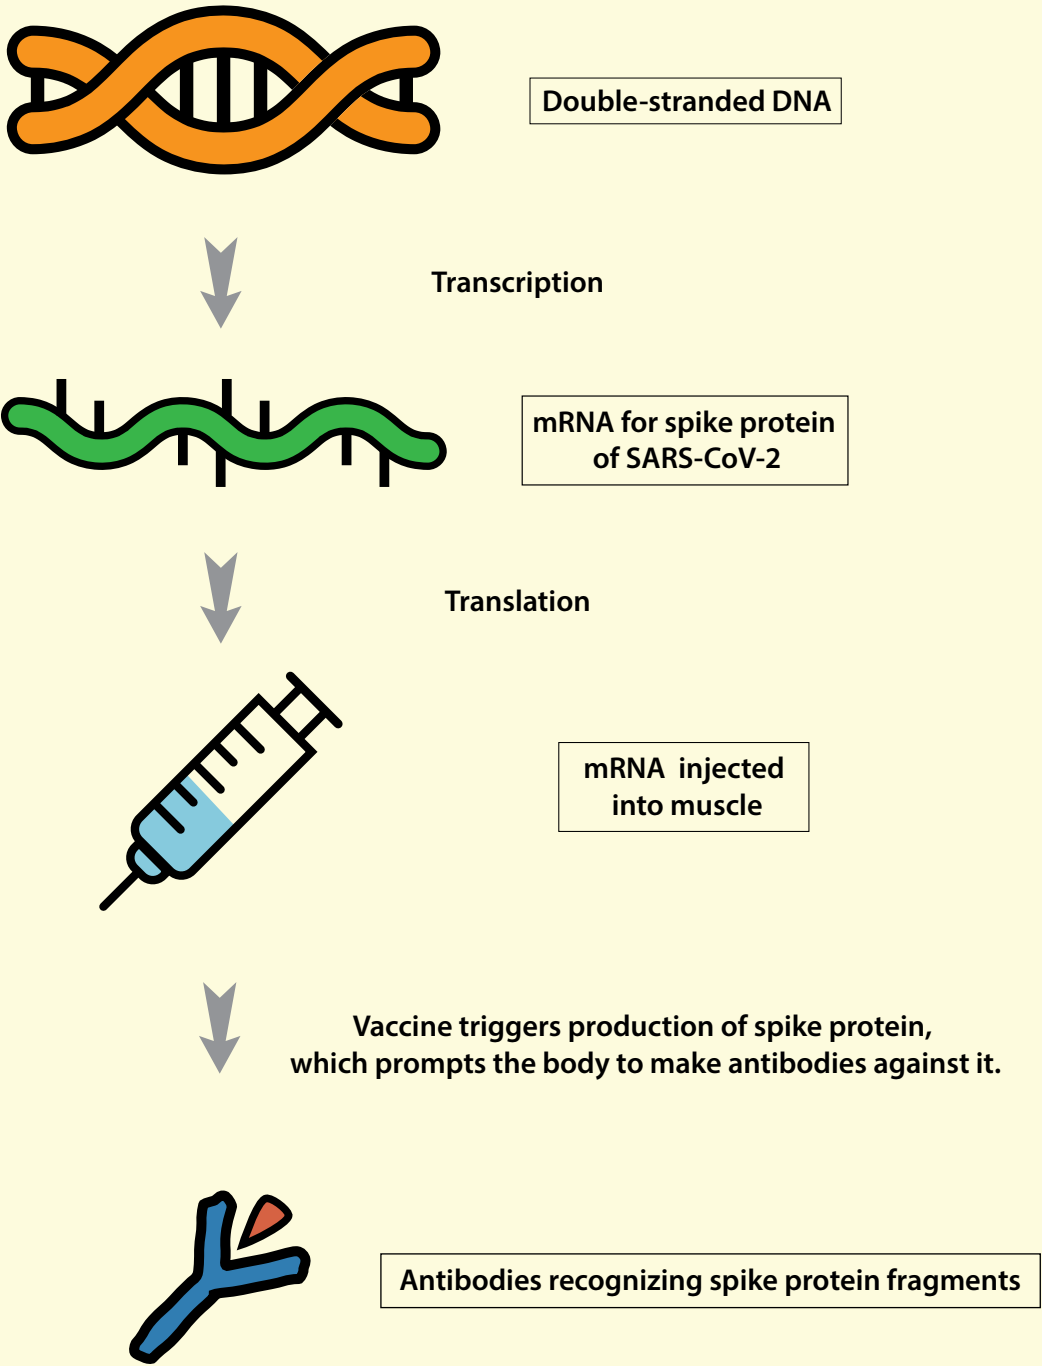 Double-stranded DNA
Transcription
mRNA for spike protein
of SARS-CoV-2
Translation
mRNA injected
into muscle
Vaccine triggers production of spike protein,
which prompts the body to make antibodies against it.
Antibodies recognizing spike protein fragments